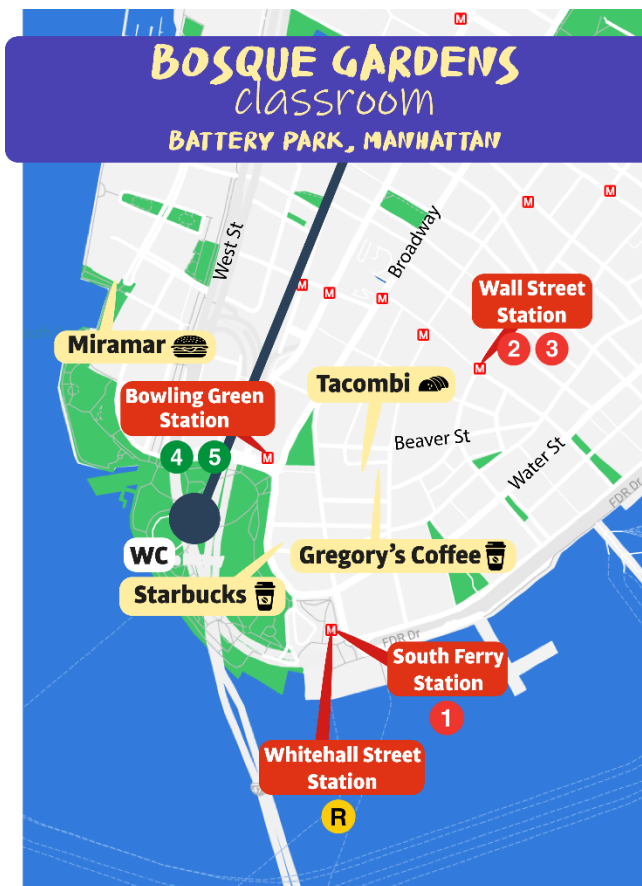 BOSQUE GARDENS
classroom
BATTERY PARK, MANHATTAN
M
M
M
West St
Broadway
M
M
M
M
Wall Street
Station
2 3
M
Miramar
Tacombi
Bowling Green
Station
4 5
M
Beaver St
Water St
FDR Dr
WC
Gregory's Coffee
Starbucks
M
FDR Dr
South Ferry
Station
1
Whitehall Street
Station
R